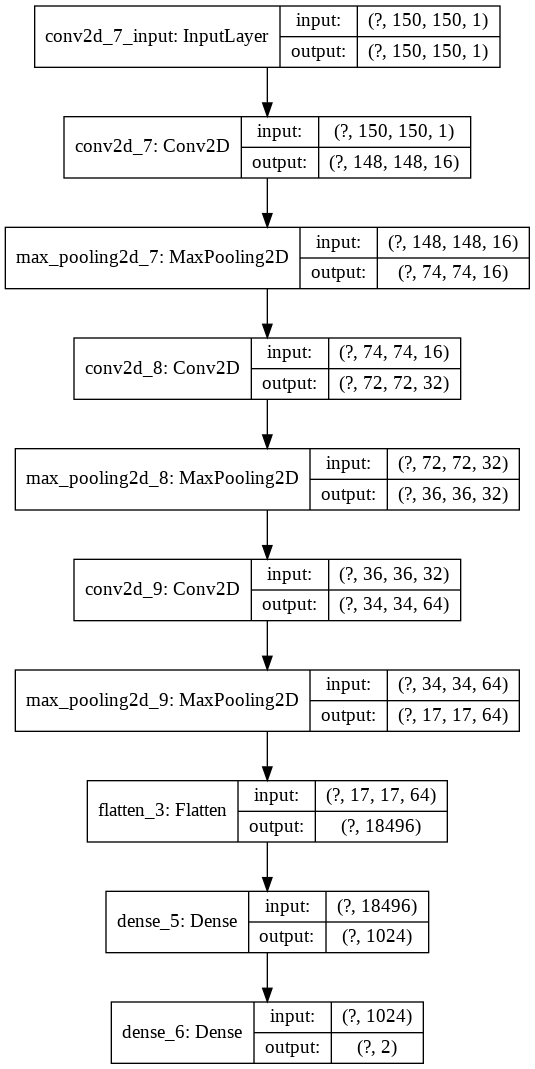 conv2d_7_input: InputLayer
input: (?, 150, 150, 1)
output: (?, 150, 150, 1)
conv2d_7: Conv2D
input: (?, 150, 150, 1)
output: (?, 148, 148, 16)
max_pooling2d_7: MaxPooling2D
input: (?, 148, 148, 16)
output: (?, 74, 74, 16)
conv2d_8: Conv2D
input: (?, 74, 74, 16)
output: (?, 72, 72, 32)
max_pooling2d_8: MaxPooling2D
input: (?, 72, 72, 32)
output: (?, 36, 36, 32)
conv2d_9: Conv2D
input: (?, 36, 36, 32)
output: (?, 34, 34, 64)
max_pooling2d_9: MaxPooling2D
input: (?, 34, 34, 64)
output: (?, 17, 17, 64)
flatten_3: Flatten
input: (?, 17, 17, 64)
output: (?, 18496)
dense_5: Dense
input: (?, 18496)
output: (?, 1024)
dense_6: Dense
input: (?, 1024)
output: (?, 2)